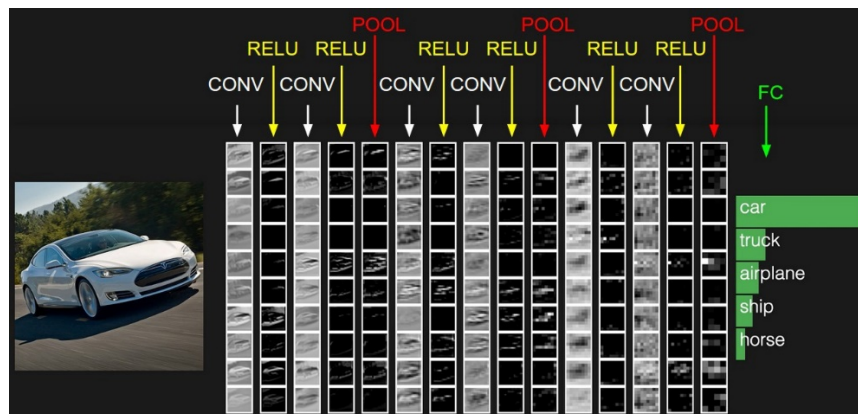 POOL POOL POOL
RELU RELU RELU RELU RELU RELU
CONV CONV CONV CONV CONV CONV
FC
car
truck
airplane
ship
horse